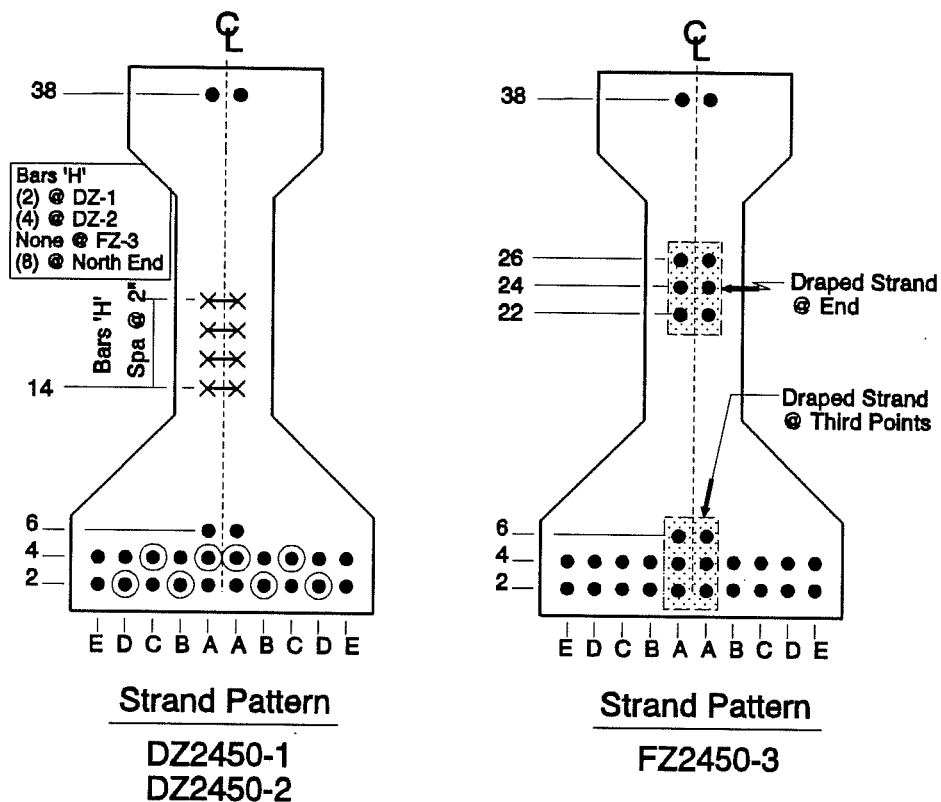 CL
38
Bars 'H'
(2) @ DZ-1
(4) @ DZ-2
None @ FZ-3
(8) @ North End
Bars 'H'
Spa @ 2"
14
6
4
2
E D C B A A B C D E
Strand Pattern
DZ2450-1
DZ2450-2
CL
38
26
24
22
Draped Strand
@ End
Draped Strand
@ Third Points
6
4
2
E D C B A A B C D E
Strand Pattern
FZ2450-3